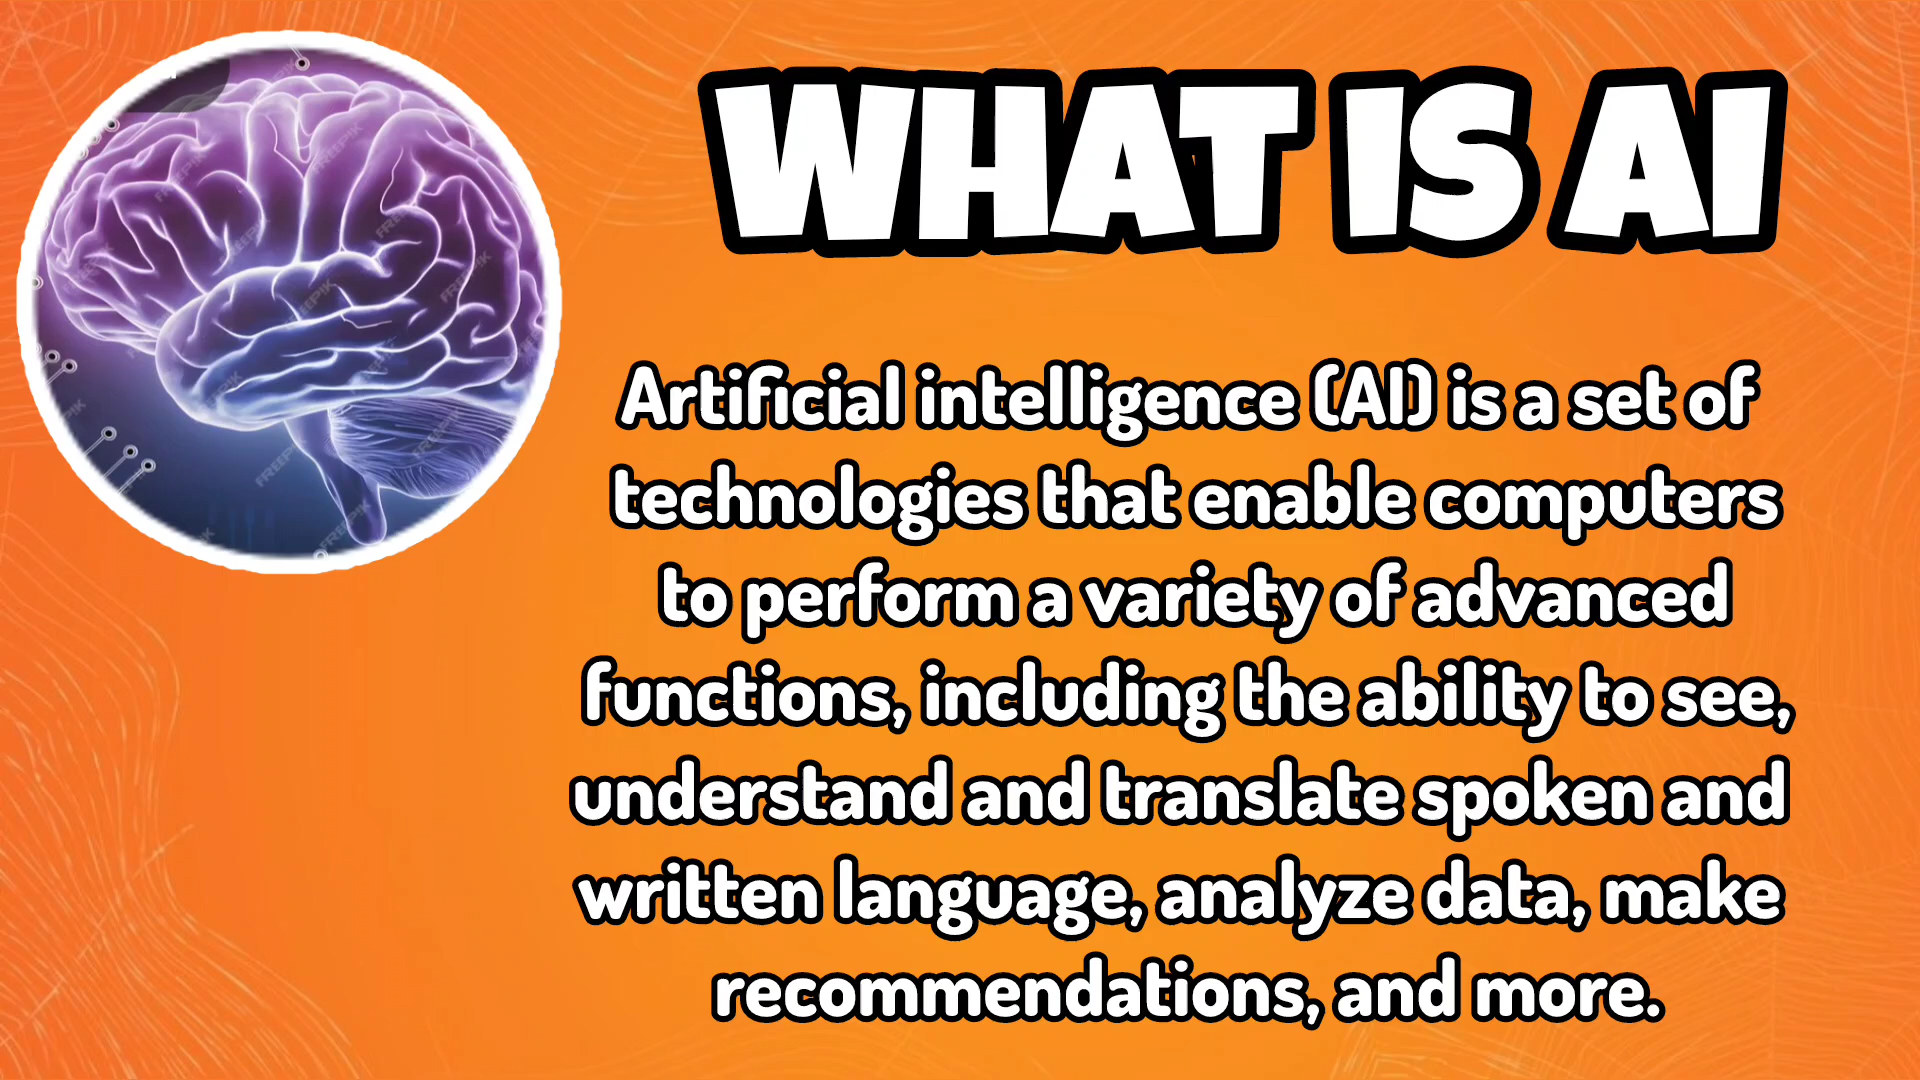 WHAT IS AI
Artificial intelligence (AI) is a set of
technologies that enable computers
to perform a variety of advanced
functions, including the ability to see,
understand and translate spoken and
written language, analyze data, make
recommendations, and more.
FREEPIK